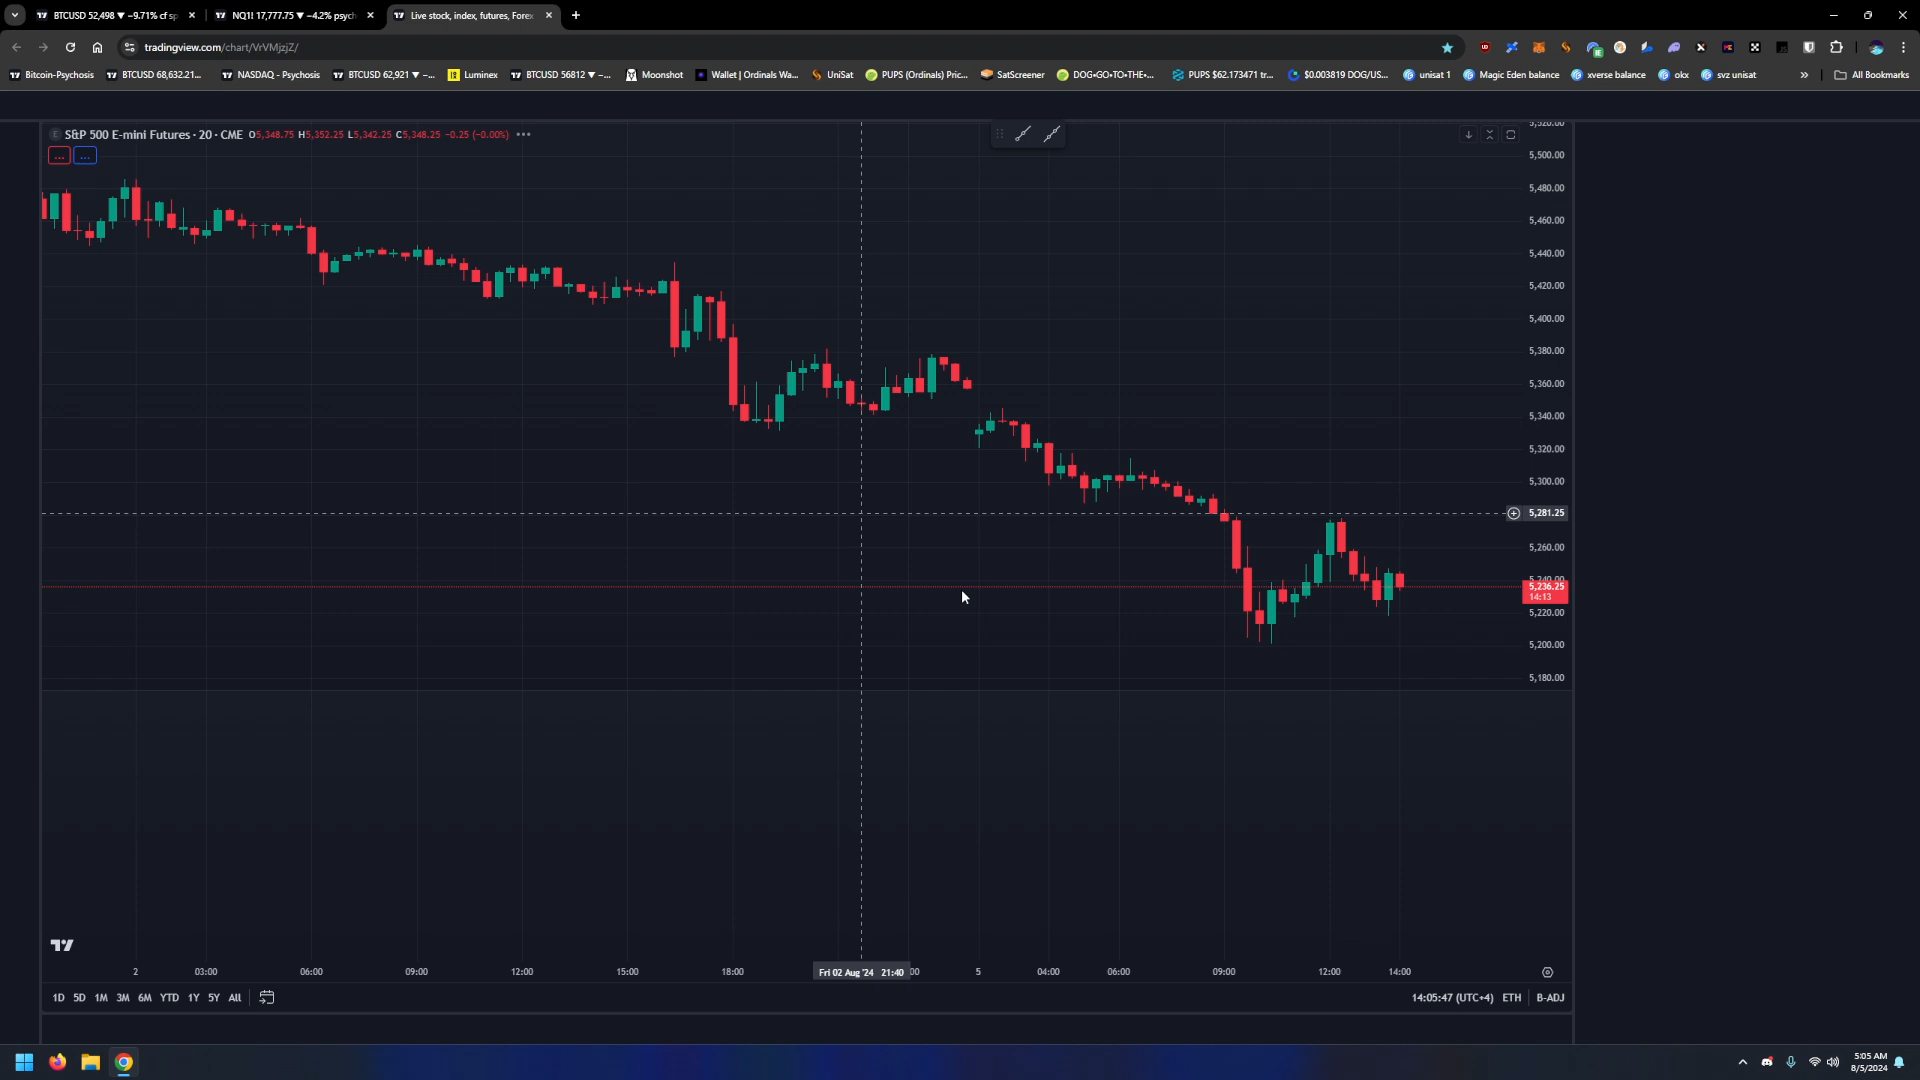 BTCUSD 52,498 ▼ −9.71% cf sp
NQ1! 17,777.75 ▼ −4.2% psych
Live stock, index, futures, Forex
tradingview.com/chart/VrVMjzjZ/
Bitcoin-Psychosis
BTCUSD 68,632.21...
NASDAQ - Psychosis
BTCUSD 62,921 ▼ −...
Luminex
BTCUSD 56812 ▼ −...
Moonshot
Wallet | Ordinals Wa...
UniSat
PUPS (Ordinals) Pric...
SatScreener
DOG•GO•TO•THE•...
PUPS $62.173471 tr...
$0.003819 DOG/US...
unisat 1
Magic Eden balance
xverse balance
okx
svz unisat
»
All Bookmarks
S&P 500 E-mini Futures · 20 · CME O5,348.75 H5,352.25 L5,342.25 C5,348.25 −0.25 (−0.00%) •••
... ...
5,520.00
5,500.00
5,480.00
5,460.00
5,440.00
5,420.00
5,400.00
5,380.00
5,360.00
5,340.00
5,320.00
5,300.00
5,281.25
5,260.00
5,240.00
5,236.25
14:13
5,220.00
5,200.00
5,180.00
2 03:00 06:00 09:00 12:00 15:00 18:00 Fri 02 Aug '24 21:40 00 5 04:00 06:00 09:00 12:00 14:00
1D 5D 1M 3M 6M YTD 1Y 5Y All
14:05:47 (UTC+4) ETH B-ADJ
5:05 AM
8/5/2024